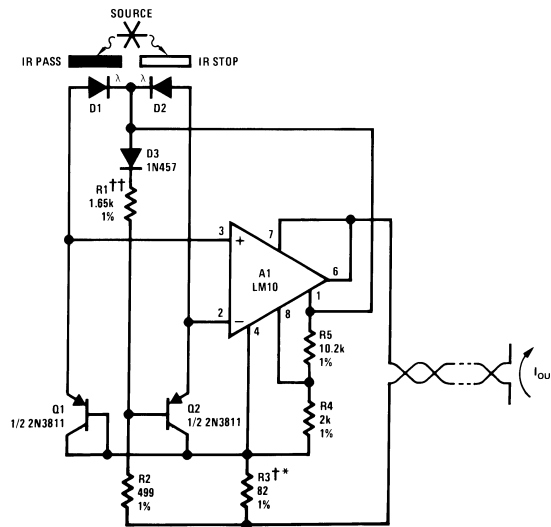 SOURCE
IR PASS
IR STOP
λ
λ
D1
D2
D3
1N457
R1††
1.65k
1%
3
+
7
A1
LM10
6
1
2
−
4
8
R5
10.2k
1%
R4
2k
1%
IOU
Q1
1/2 2N3811
Q2
1/2 2N3811
R2
499
1%
R3†*
82
1%